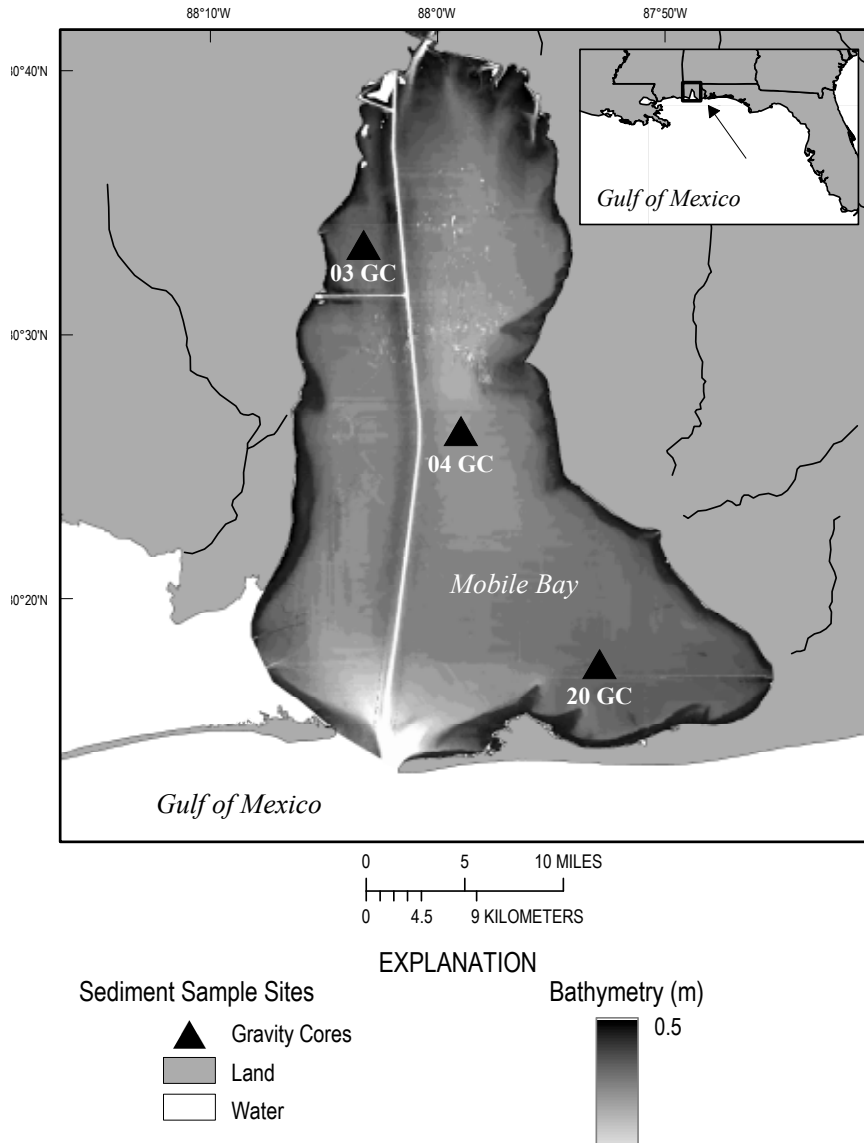 88°10'W 88°00'W 87°50'W
30°40'N
Gulf of Mexico
03 GC
30°30'N
04 GC
Mobile Bay
30°20'N
20 GC
Gulf of Mexico
0 5 10 MILES
0 4.5 9 KILOMETERS
EXPLANATION
Sediment Sample Sites
Gravity Cores
Land
Water
Bathymetry (m)
0.5